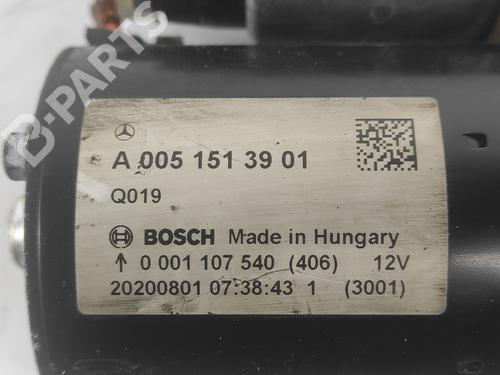 B-PARTS
A 005 151 39 01
Q019
BOSCH Made in Hungary
↑ 0 001 107 540 (406) 12V
20200801 07:38:43 1 (3001)